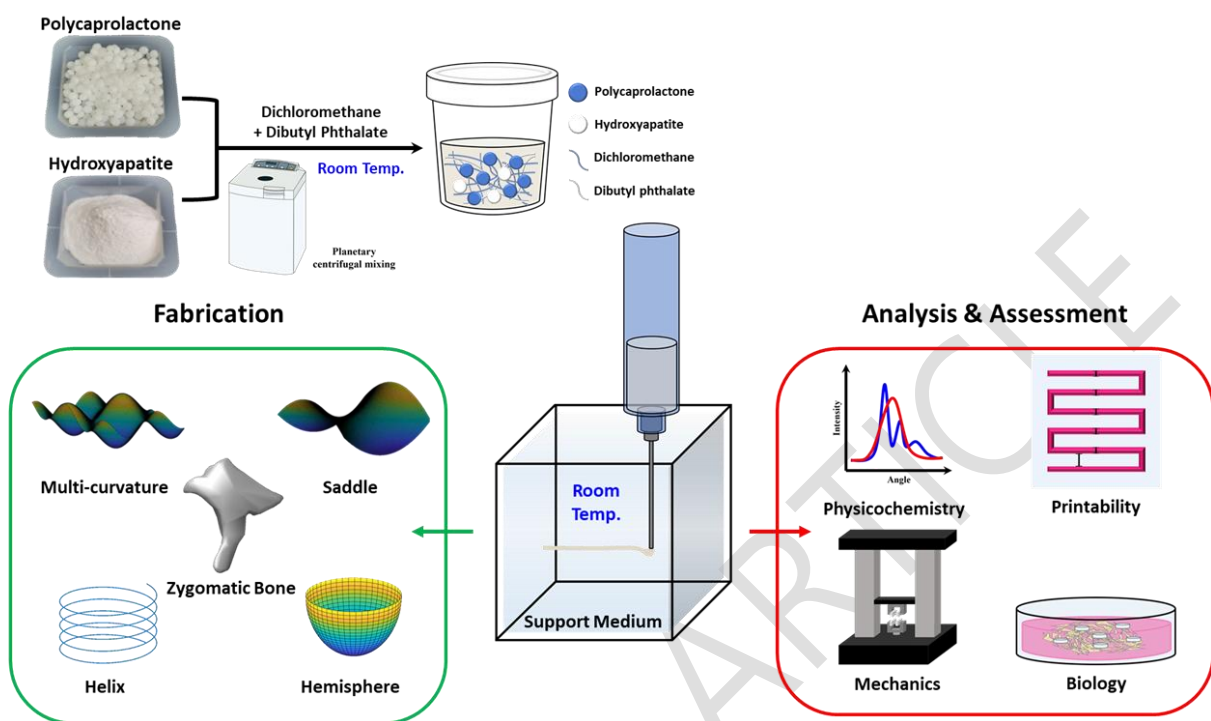 Polycaprolactone
Hydroxyapatite
Dichloromethane
+ Dibutyl Phthalate
Room Temp.
Planetary
centrifugal mixing
Polycaprolactone
Hydroxyapatite
Dichloromethane
Dibutyl phthalate
Fabrication
Multi-curvature
Saddle
Zygomatic Bone
Helix
Hemisphere
Room
Temp.
Support Medium
Analysis & Assessment
Intensity
Angle
Physicochemistry
Printability
Mechanics
Biology
ARTICLE